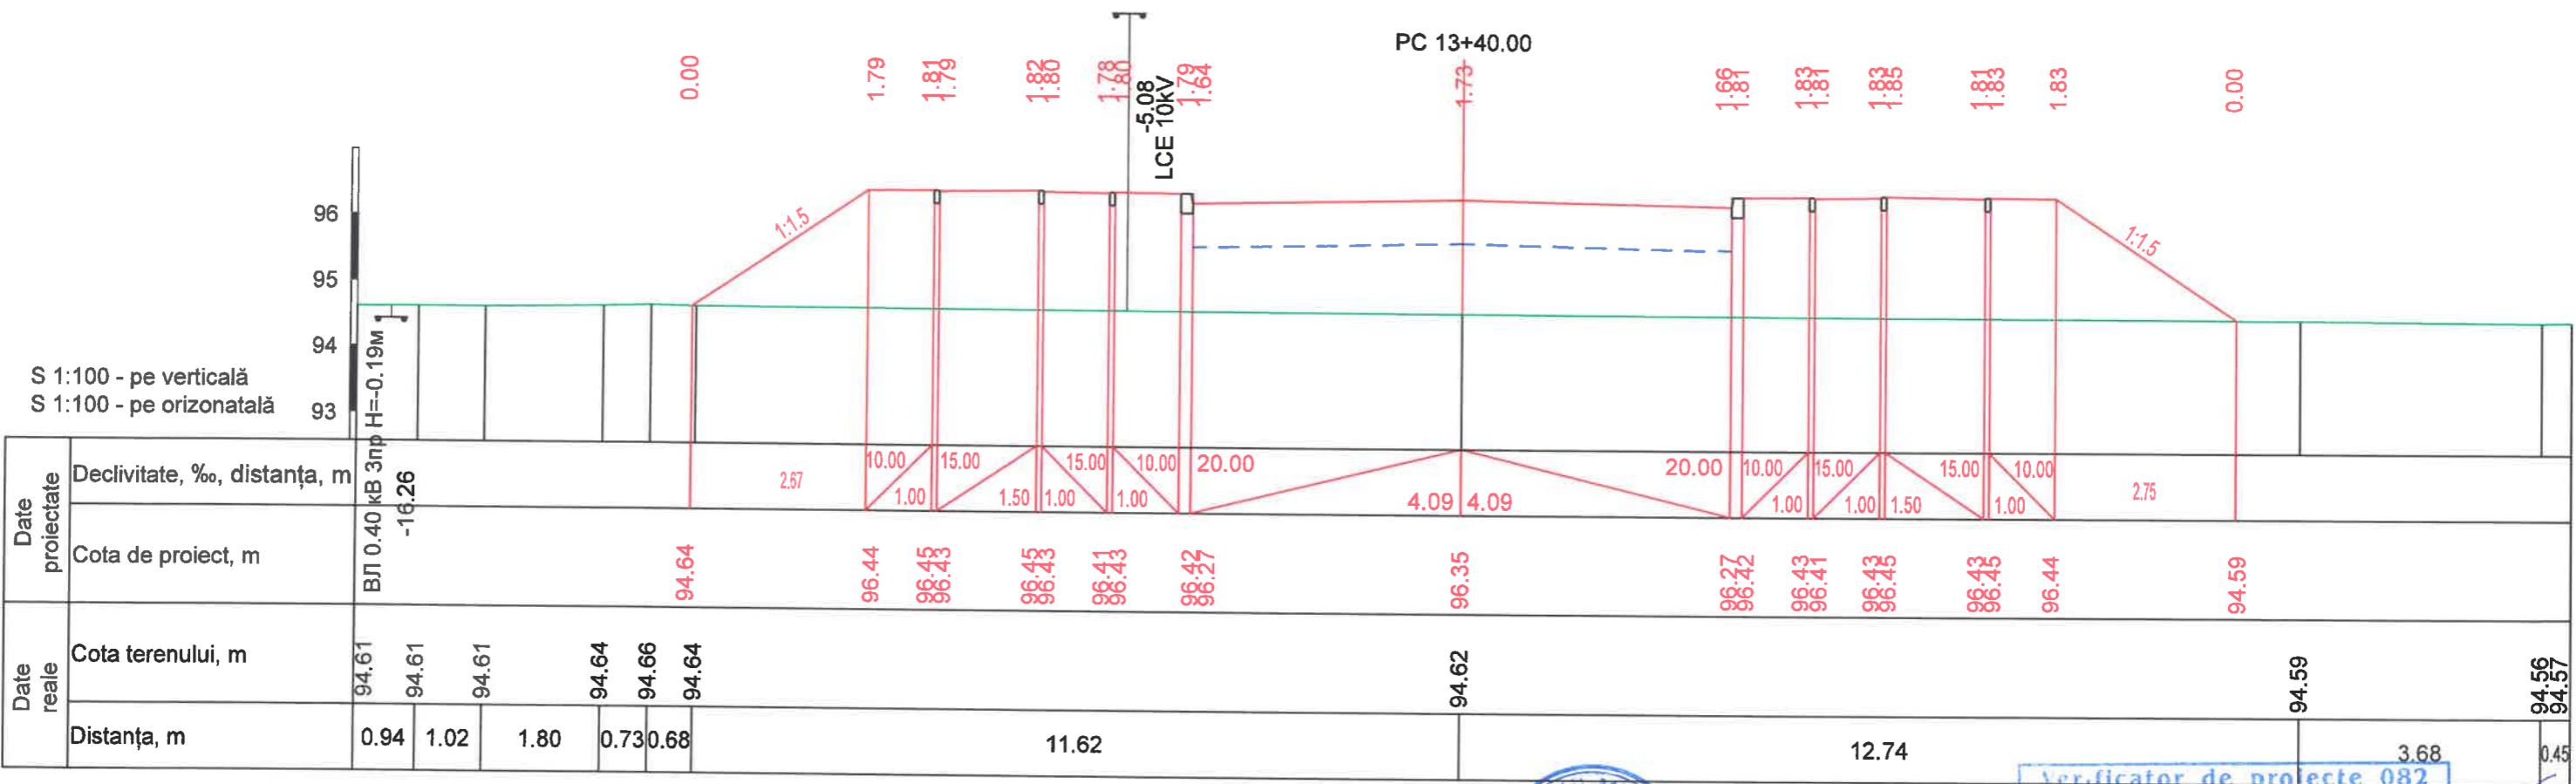 PC 13+40.00
0.00 1.79 1.81 1.79 1.82 1.80 1.78 1.80 1.79 1.64 1.73 1.66 1.81 1.83 1.81 1.83 1.85 1.81 1.83 1.83 0.00
-5.08
LCE 10kV
1:1.5
1:1.5
96
95
94
93
S 1:100 - pe verticală
S 1:100 - pe orizonatală
ВЛ 0.40 кВ 3пр H=-0.19м
-16.26
Date proiectate
Declivitate, ‰, distanța, m
2.67 10.00 1.00 15.00 1.50 15.00 1.00 10.00 1.00 20.00 4.09 4.09 20.00 10.00 1.00 15.00 1.00 15.00 1.50 10.00 1.00 2.75
Cota de proiect, m
94.64 96.44 96.45 96.43 96.45 96.43 96.41 96.43 96.42 96.27 96.35 96.27 96.42 96.43 96.41 96.43 96.45 96.43 96.45 96.44 94.59
Date reale
Cota terenului, m
94.61 94.61 94.61 94.64 94.66 94.64 94.62 94.59 94.56 94.57
Distanța, m
0.94 1.02 1.80 0.73 0.68 11.62 12.74 3.68 0.45
Verificator de proiecte 082